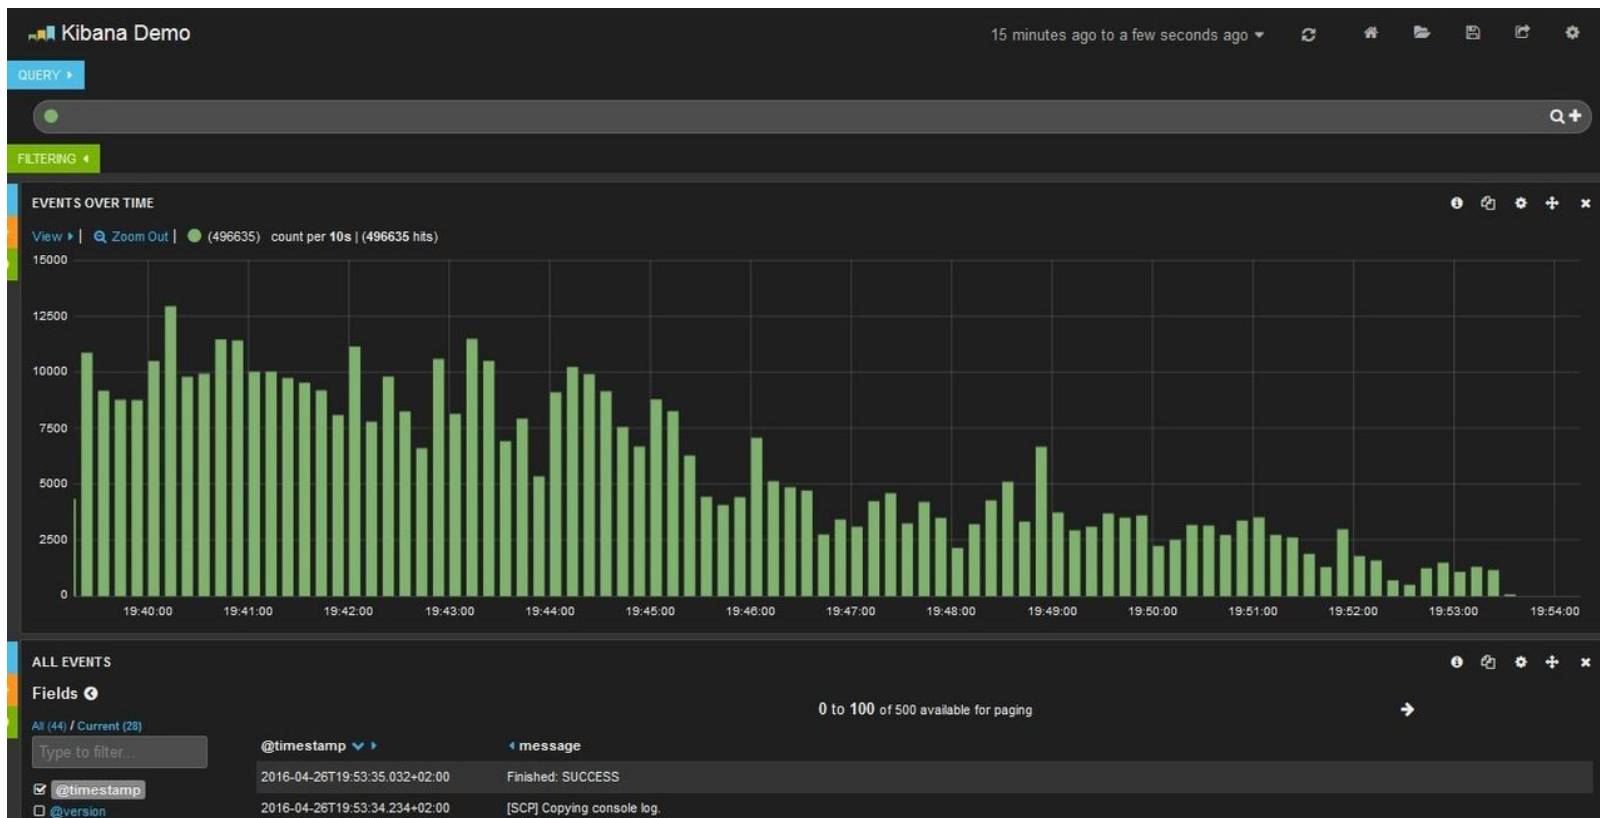 Kibana Demo
15 minutes ago to a few seconds ago
QUERY
FILTERING
EVENTS OVER TIME
View | Zoom Out | (496635) count per 10s | (496635 hits)
15000
12500
10000
7500
5000
2500
0
19:40:00 19:41:00 19:42:00 19:43:00 19:44:00 19:45:00 19:46:00 19:47:00 19:48:00 19:49:00 19:50:00 19:51:00 19:52:00 19:53:00 19:54:00
ALL EVENTS
Fields
0 to 100 of 500 available for paging
All (44) / Current (28)
Type to filter...
@timestamp message
2016-04-26T19:53:35.032+02:00 Finished: SUCCESS
@timestamp
2016-04-26T19:53:34.234+02:00 [SCP] Copying console log.
@version